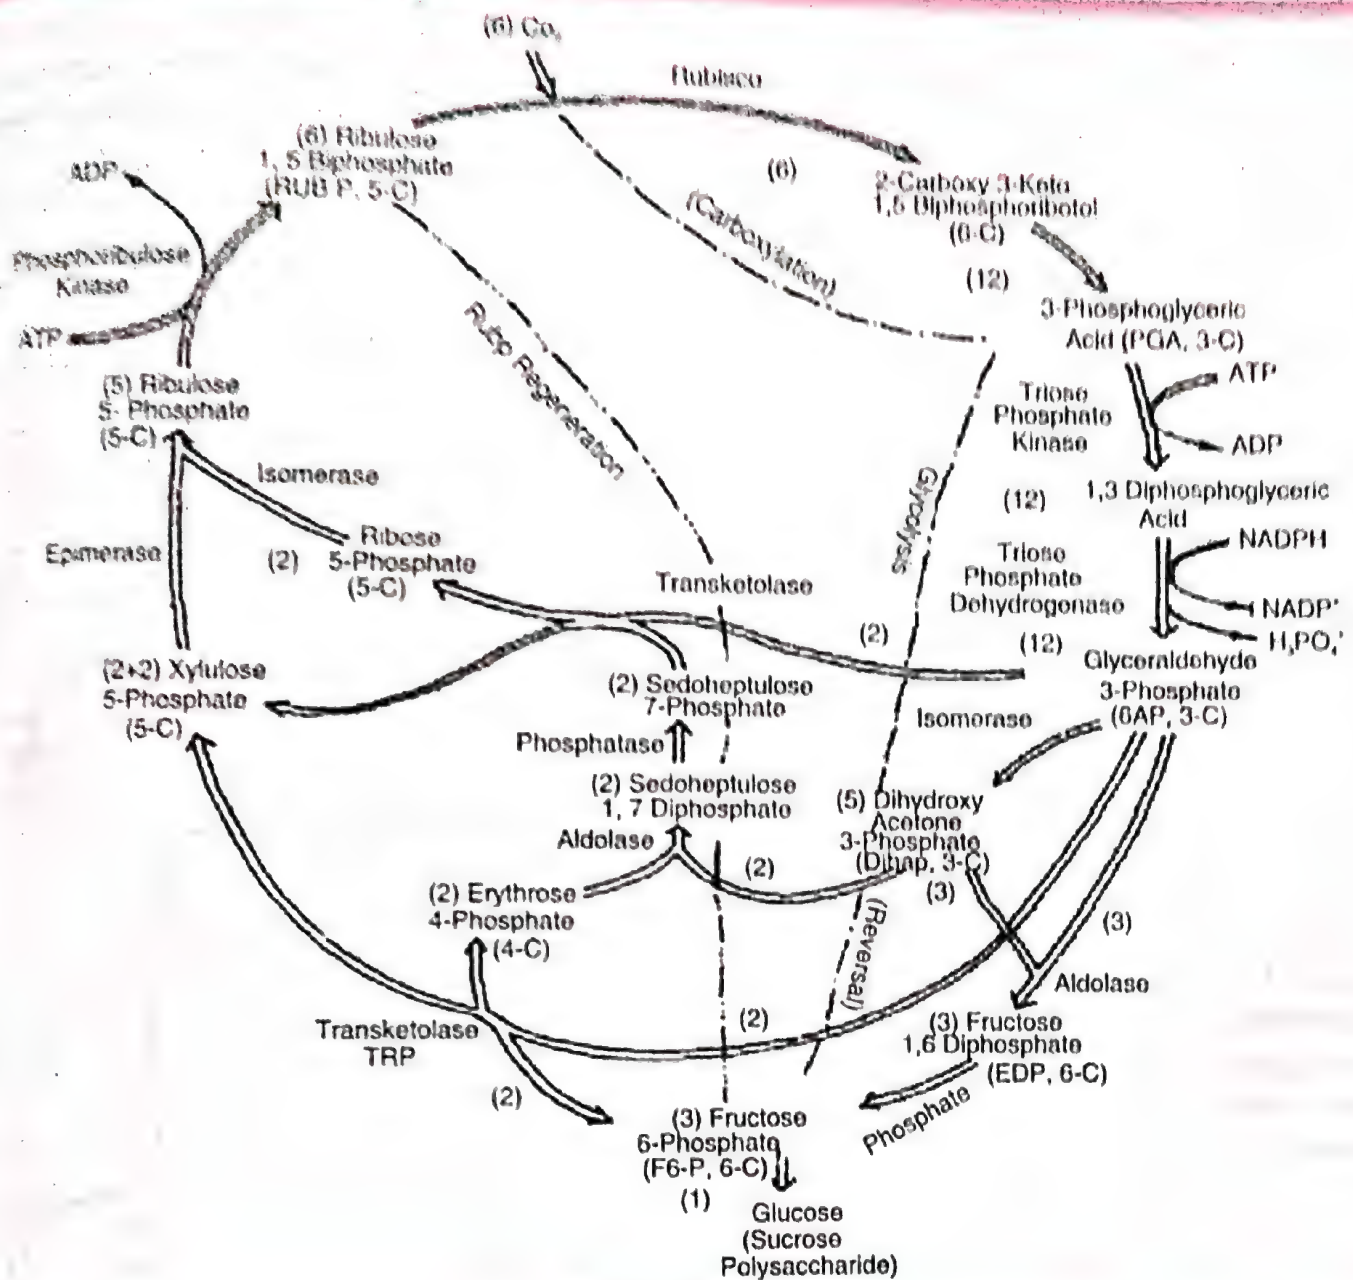 (6) Co₂
Rubisco
(6) Ribulose
1, 5 Biphosphate
(RUB P, 5-C)
ADP
(6)
2-Carboxy 3-Keto
1,5 Diphosphoribotol
(6-C)
(Carboxylation)
Phosphoribulose
Kinase
(12)
3-Phosphoglyceric
Acid (PGA, 3-C)
ATP
Rubp Regeneration
(5) Ribulose
5- Phosphate
(5-C)
Triose
Phosphate
Kinase
ATP
ADP
Isomerase
Glycolysis
(12)
1,3 Diphosphoglyceric
Acid
Epimerase
(2)
Ribose
5-Phosphate
(5-C)
Transketolase
Triose
Phosphate
Dehydrogenase
NADPH
NADP⁺
H₃PO₄'
(2)
(12)
Glyceraldehyde
3-Phosphate
(6AP, 3-C)
(2+2) Xylulose
5-Phosphate
(5-C)
(2) Sedoheptulose
7-Phosphate
Isomerase
Phosphatase
(2) Sedoheptulose
1, 7 Diphosphate
(5) Dihydroxy
Acetone
3-Phosphate
(Dihap, 3-C)
Aldolase
(2)
(3)
(2) Erythrose
4-Phosphate
(4-C)
(Reversal)
(3)
Aldolase
Transketolase
TRP
(2)
(3) Fructose
1,6 Diphosphate
(EDP, 6-C)
(2)
Phosphate
(3) Fructose
6-Phosphate
(F6-P, 6-C)
(1)
Glucose
(Sucrose
Polysaccharide)